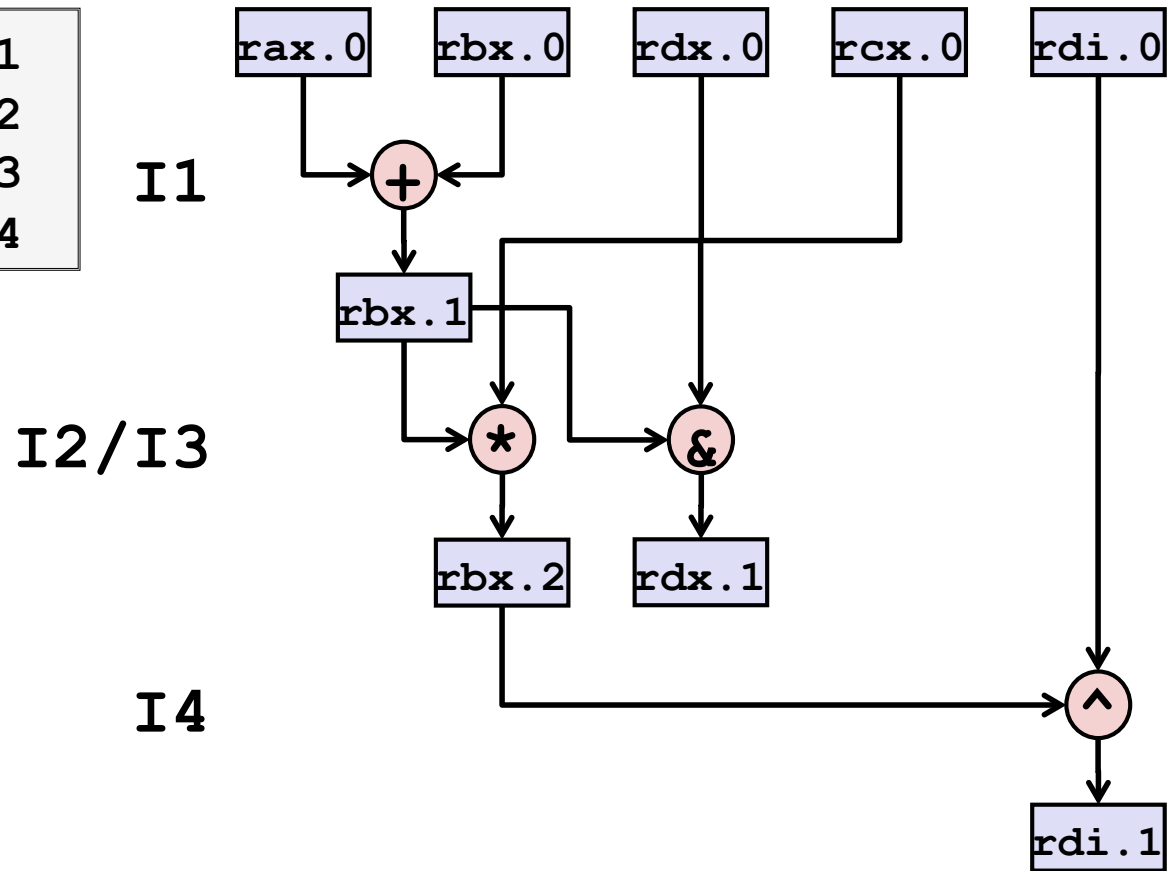 1
2
3
4
rax.0 rbx.0 rdx.0 rcx.0 rdi.0
I1 +
rbx.1
I2/I3 * &
rbx.2 rdx.1
I4 ^
rdi.1